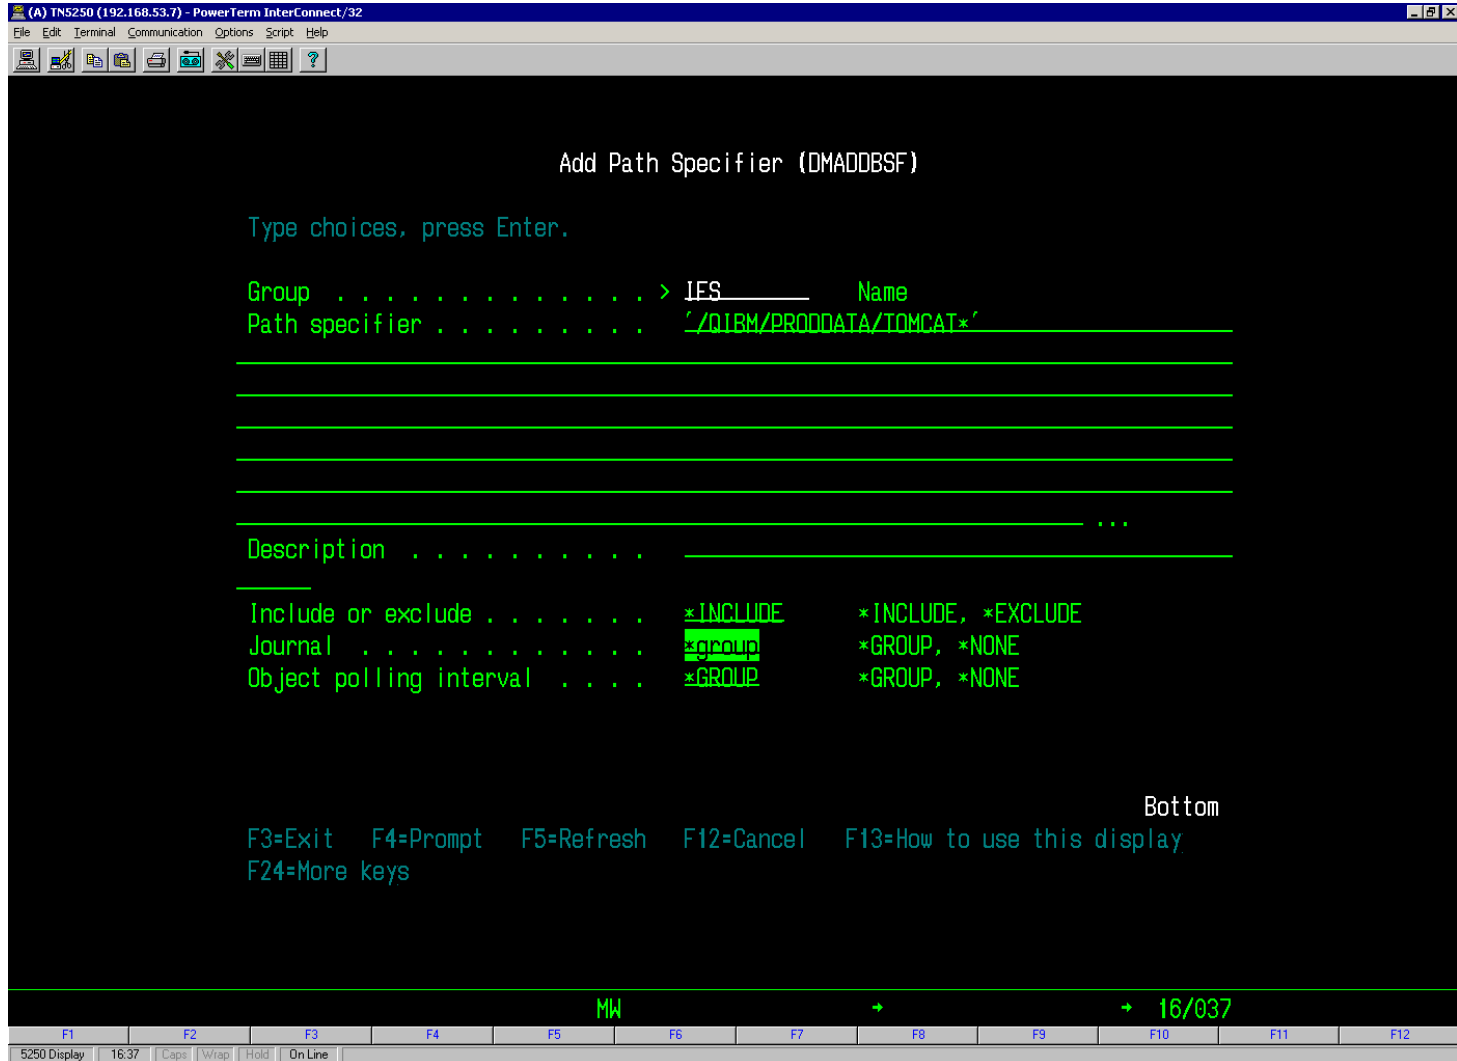 (A) TN5250 (192.168.53.7) - PowerTerm InterConnect/32
File Edit Terminal Communication Options Script Help
Add Path Specifier (DMADDBSF)
Type choices, press Enter.
Group . . . . . . . . . . . . . > IFS Name
Path specifier . . . . . . . . . '/QIBM/PRODDATA/TOMCAT*'
...
Description . . . . . . . . . .
Include or exclude . . . . . . . *INCLUDE *INCLUDE, *EXCLUDE
Journal . . . . . . . . . . . . *group *GROUP, *NONE
Object polling interval . . . . *GROUP *GROUP, *NONE
Bottom
F3=Exit F4=Prompt F5=Refresh F12=Cancel F13=How to use this display
F24=More keys
MW → → 16/037
F1 F2 F3 F4 F5 F6 F7 F8 F9 F10 F11 F12
5250 Display 16:37 Caps Wrap Hold On Line